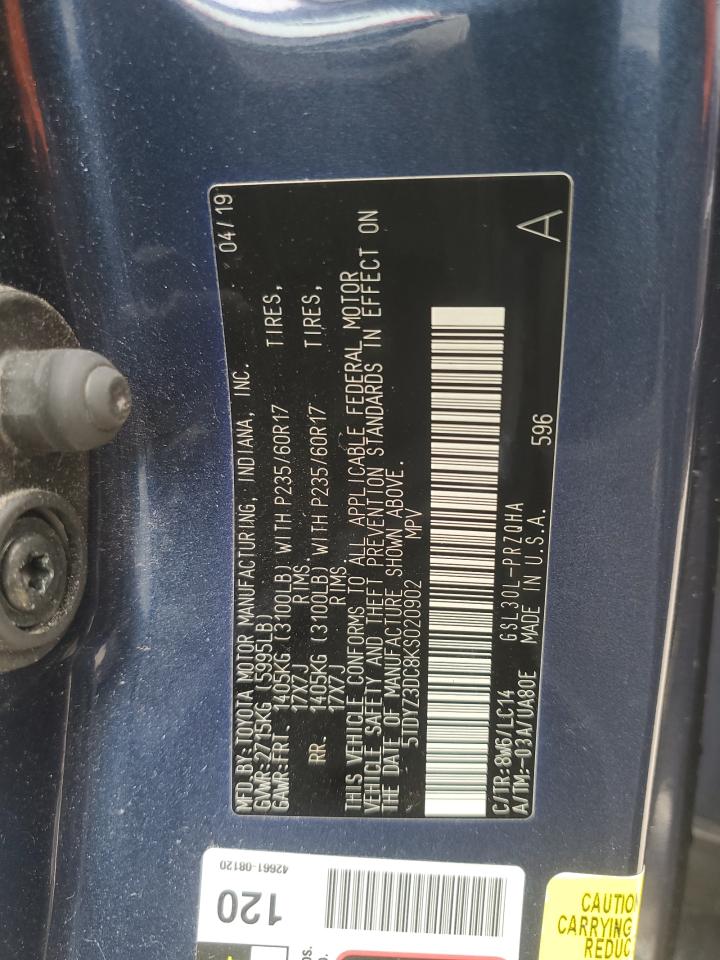 MFD.BY:TOYOTA MOTOR MANUFACTURING, INDIANA, INC. 04/19
GVWR:2715KG (5995LB)
GAWR:FRT. 1405KG (3100LB) WITH P235/60R17 TIRES,
17X7J RIMS
RR. 1405KG (3100LB) WITH P235/60R17 TIRES,
17X7J RIMS
THIS VEHICLE CONFORMS TO ALL APPLICABLE FEDERAL MOTOR
VEHICLE SAFETY AND THEFT PREVENTION STANDARDS IN EFFECT ON
THE DATE OF MANUFACTURE SHOWN ABOVE.
5TDYZ3DC8KS020902 MPV
C/TR:8W6/LC14 GSL30L-PRZQHA 596 A
A/TM:-03A/UA80E MADE IN U.S.A.
42661-08120
120
CAUTIO
CARRYING
REDUC